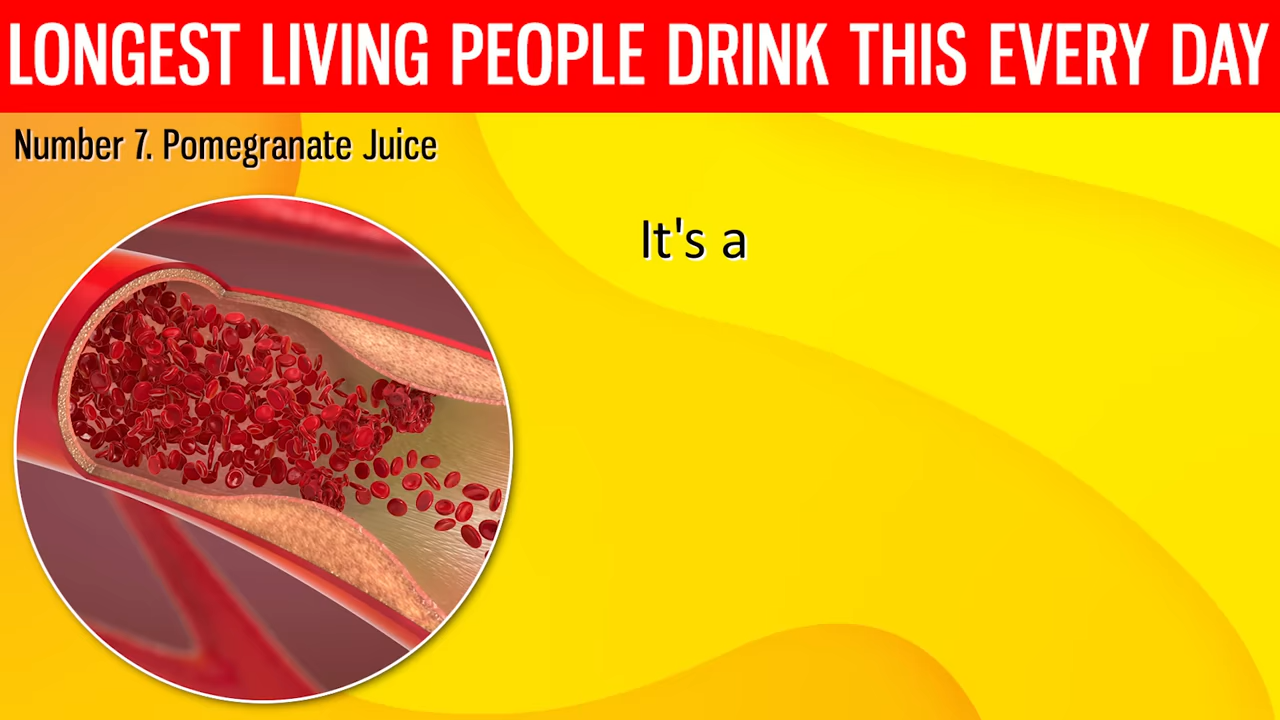 LONGEST LIVING PEOPLE DRINK THIS EVERY DAY
Number 7. Pomegranate Juice
It's a